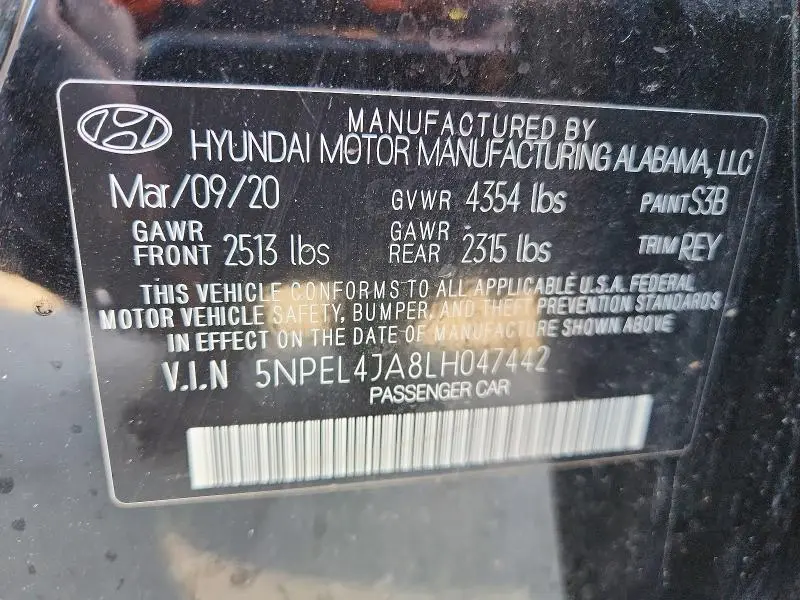 MANUFACTURED BY
HYUNDAI MOTOR MANUFACTURING ALABAMA, LLC
Mar/09/20 GVWR 4354 lbs PAINT S3B
GAWR FRONT 2513 lbs GAWR REAR 2315 lbs TRIM REY
THIS VEHICLE CONFORMS TO ALL APPLICABLE U.S.A. FEDERAL
MOTOR VEHICLE SAFETY, BUMPER, AND THEFT PREVENTION STANDARDS
IN EFFECT ON THE DATE OF MANUFACTURE SHOWN ABOVE
V.I.N 5NPEL4JA8LH047442
PASSENGER CAR